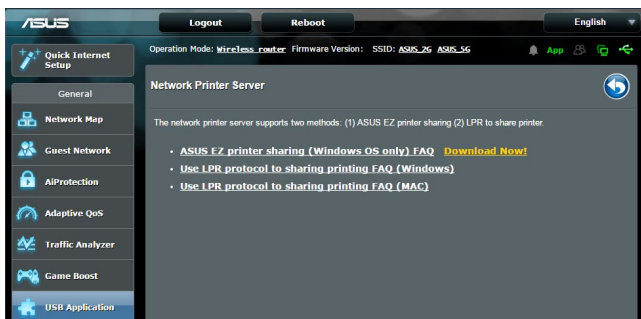 ASUS
Logout
Reboot
English
Quick Internet
Setup
Operation Mode: Wireless router Firmware Version: SSID: ASUS_2G ASUS_5G
App
General
Network Printer Server
Network Map
The network printer server supports two methods: (1) ASUS EZ printer sharing (2) LPR to share printer.
Guest Network
ASUS EZ printer sharing (Windows OS only) FAQ Download Now!
Use LPR protocol to sharing printing FAQ (Windows)
Use LPR protocol to sharing printing FAQ (MAC)
AiProtection
Adaptive QoS
Traffic Analyzer
Game Boost
USB Application